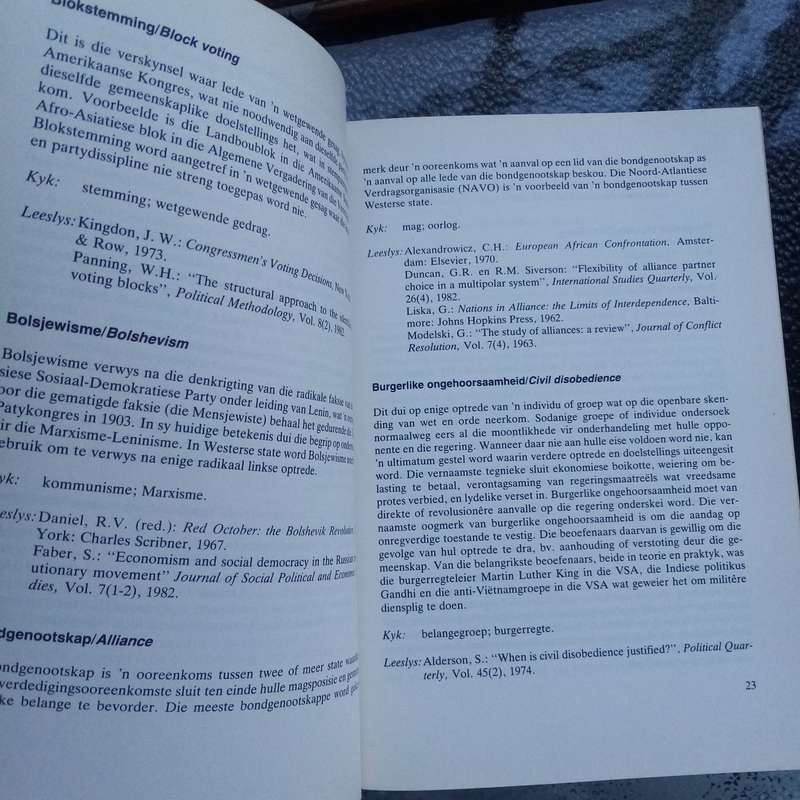 Blokstemming/Block voting
Dit is die verskynsel waar lede van 'n wetgewende gesag,
Amerikaanse Kongres, wat nie noodwendig aan dieselfde
dieselfde gemeenskaplike doelstellings het, wat in
kom. Voorbeelde is die Landboublok in die Amerikaanse
Afro-Asiatiese blok in die Algemene Vergadering van die
Blokstemming word aangetref in 'n wetgewende gesag waar
en partydissipline nie streng toegepas word nie.
Kyk: stemming; wetgewende gedrag.
Leeslys: Kingdon, J. W.: Congressmen's Voting Decisions, New
& Row, 1973.
Panning, W.H.: "The structural approach to the
voting blocks", Political Methodology, Vol. 8(2), 1982.
Bolsjewisme/Bolshevism
Bolsjewisme verwys na die denkrigting van die radikale faksie
siese Sosiaal-Demokratiese Party onder leiding van Lenin, wat 'n
oor die gematigde faksie (die Mensjewiste) behaal het gedurende
Patykongres in 1903. In sy huidige betekenis dui die begrip op
ir die Marxisme-Leninisme. In Westerse state word Bolsjewisme
ebruik om te verwys na enige radikaal linkse optrede.
yk: kommunisme; Marxisme.
eeslys: Daniel, R.V. (red.): Red October: the Bolshevik Revolution
York: Charles Scribner, 1967.
Faber, S.: "Economism and social democracy in the Russian
utionary movement" Journal of Social Political and
dies, Vol. 7(1-2), 1982.
dgenootskap/Alliance
ondgenootskap is 'n ooreenkoms tussen twee of meer state
verdedigingsooreenkomste sluit ten einde hulle magsposisie en
ke belange te bevorder. Die meeste bondgenootskappe word
merk deur 'n ooreenkoms wat 'n aanval op een lid van die bondgenootskap as
'n aanval op alle lede van die bondgenootskap beskou. Die Noord-Atlantiese
Verdragsorganisasie (NAVO) is 'n voorbeeld van 'n bondgenootskap tussen
Westerse state.
Kyk: mag; oorlog.
Leeslys: Alexandrowicz, C.H.: European African Confrontation, Amster-
dam: Elsevier, 1970.
Duncan, G.R. en R.M. Siverson: "Flexibility of alliance partner
choice in a multipolar system", International Studies Quarterly, Vol.
26(4), 1982.
Liska, G.: Nations in Alliance: the Limits of Interdependence, Balti-
more: Johns Hopkins Press, 1962.
Modelski, G.: "The study of alliances: a review", Journal of Conflict
Resolution, Vol. 7(4), 1963.
Burgerlike ongehoorsaamheid/Civil disobedience
Dit dui op enige optrede van 'n individu of groep wat op die openbare sken-
ding van wet en orde neerkom. Sodanige groepe of individue ondersoek
normaalweg eers al die moontlikhede vir onderhandeling met hulle oppo-
nente en die regering. Wanneer daar nie aan hulle eise voldoen word nie, kan
'n ultimatum gestel word waarin verdere optrede en doelstellings uiteengesit
word. Die vernaamste tegnieke sluit ekonomiese boikotte, weiering om be-
lasting te betaal, verontagsaming van regeringsmaatreëls wat vreedsame
protes verbied, en lydelike verset in. Burgerlike ongehoorsaamheid moet van
direkte of revolusionêre aanvalle op die regering onderskei word. Die ver-
naamste oogmerk van burgerlike ongehoorsaamheid is om die aandag op
onregverdige toestande te vestig. Die beoefenaars daarvan is gewillig om die
gevolge van hul optrede te dra, bv. aanhouding of verstoting deur die ge-
meenskap. Van die belangrikste beoefenaars, beide in teorie en praktyk, was
die burgerregteleier Martin Luther King in die VSA, die Indiese politikus
Gandhi en die anti-Viëtnamgroepe in die VSA wat geweier het om militêre
diensplig te doen.
Kyk: belangegroep; burgerregte.
Leeslys: Alderson, S.: "When is civil disobedience justified?", Political Quar-
terly, Vol. 45(2), 1974.
23